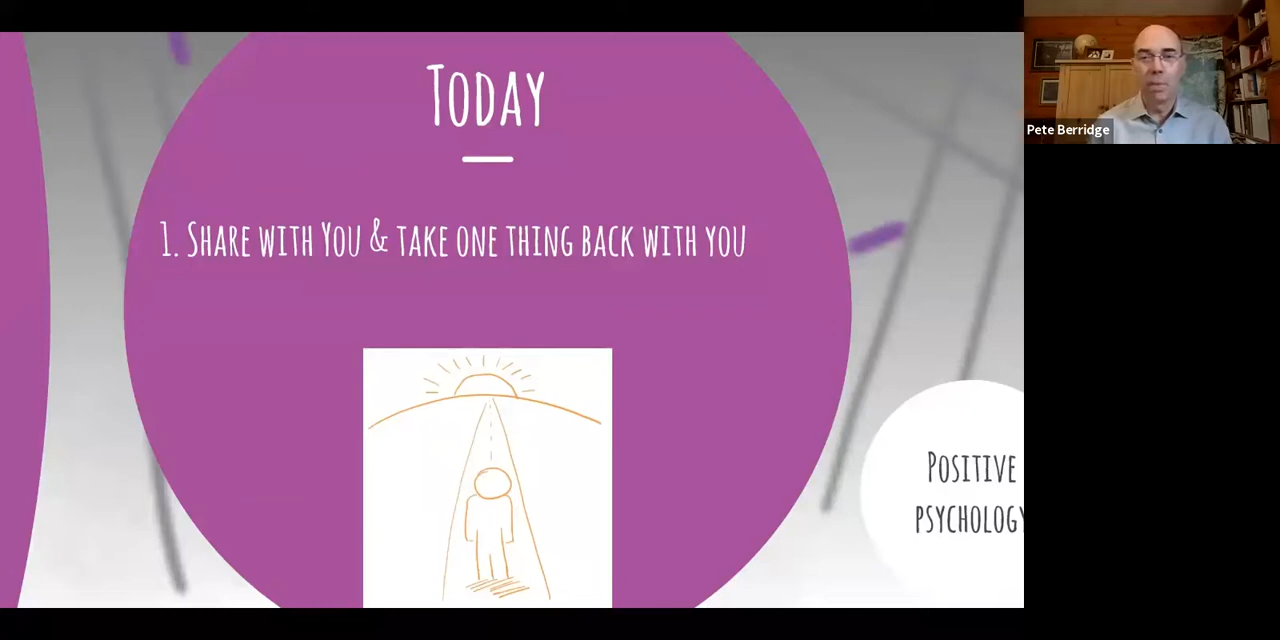 Today
1. Share with You & take one thing back with you
Positive
psychology
Pete Berridge